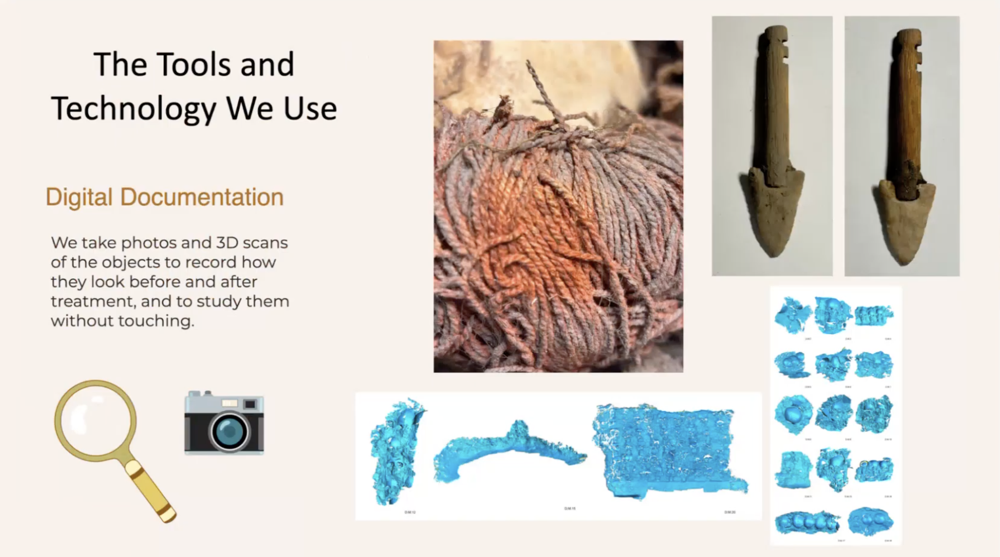 The Tools and
Technology We Use
Digital Documentation
We take photos and 3D scans
of the objects to record how
they look before and after
treatment, and to study them
without touching.
D.M.12
D.M.15
D.M.20